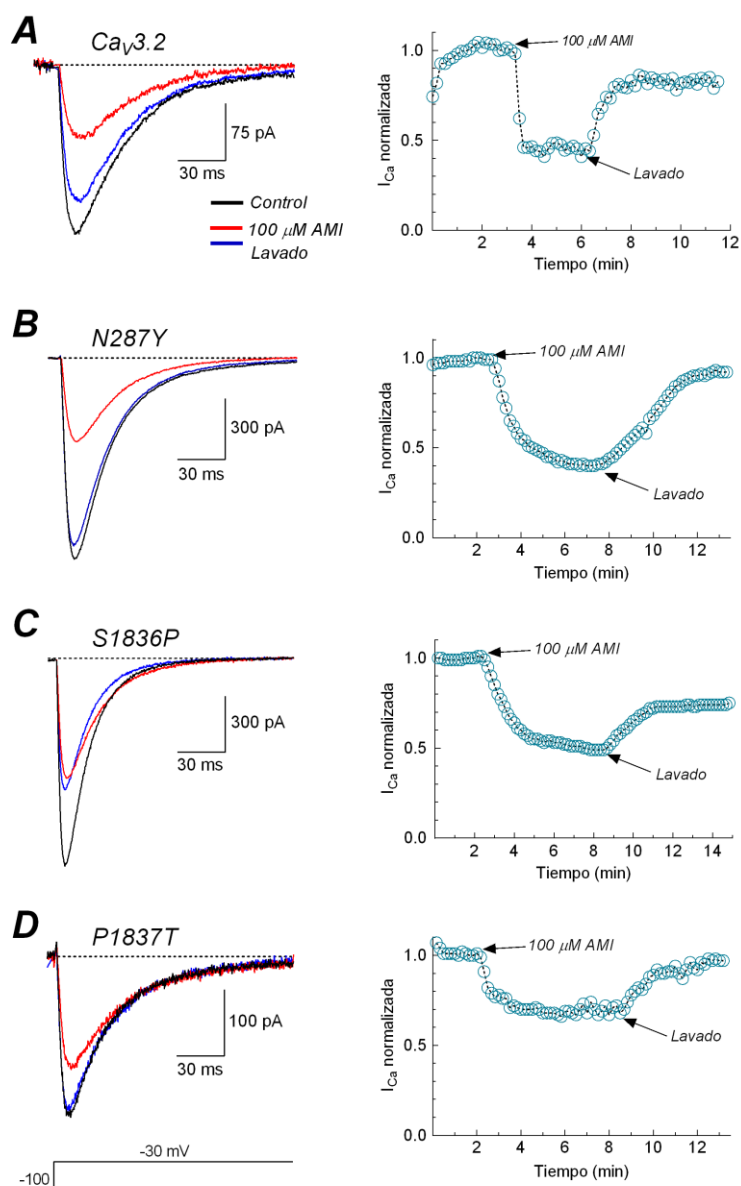 A
CaV3.2
75 pA
30 ms
Control
100 µM AMI
Lavado
ICa normalizada
1.0
0.5
0.0
100 µM AMI
Lavado
0 2 4 6 8 10 12
Tiempo (min)
B
N287Y
300 pA
30 ms
ICa normalizada
1.0
0.5
0.0
100 µM AMI
Lavado
0 2 4 6 8 10 12
Tiempo (min)
C
S1836P
300 pA
30 ms
ICa normalizada
1.0
0.5
0.0
100 µM AMI
Lavado
0 2 4 6 8 10 12 14
Tiempo (min)
D
P1837T
100 pA
30 ms
-30 mV
-100
ICa normalizada
1.0
0.5
0.0
100 µM AMI
Lavado
0 2 4 6 8 10 12
Tiempo (min)